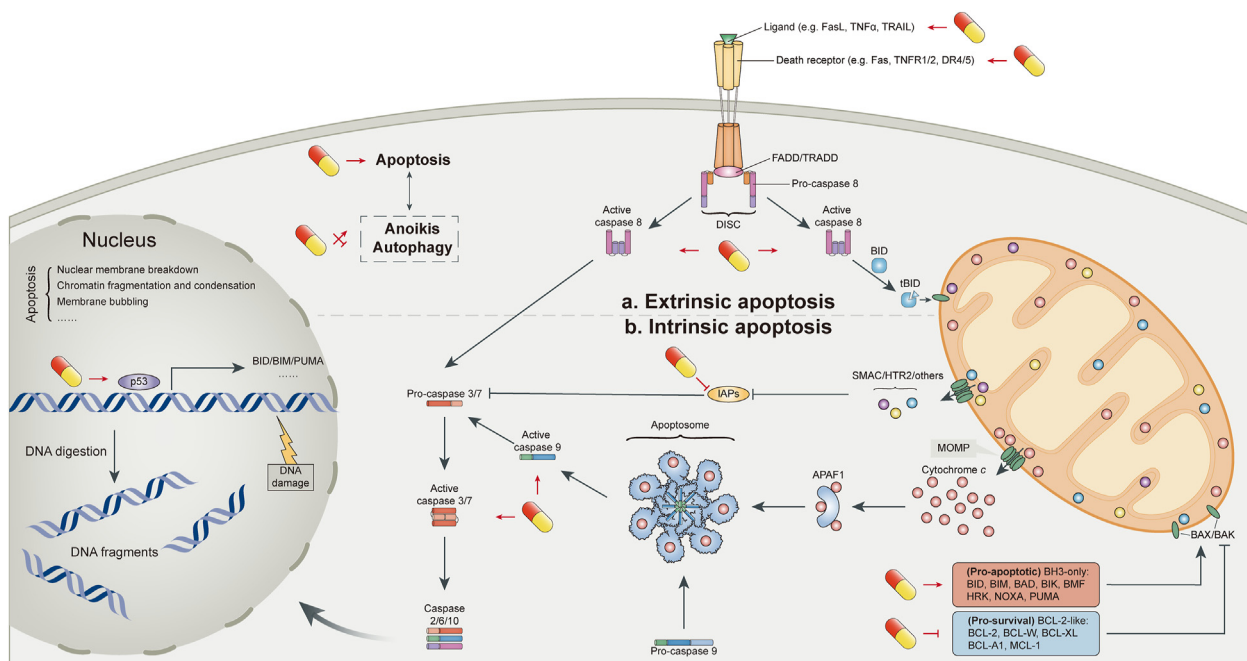 Ligand (e.g. FasL, TNFα, TRAIL)
Death receptor (e.g. Fas, TNFR1/2, DR4/5)
Apoptosis
Anoikis
Autophagy
FADD/TRADD
Pro-caspase 8
DISC
Active
caspase 8
Active
caspase 8
BID
tBID
Nucleus
Apoptosis
Nuclear membrane breakdown
Chromatin fragmentation and condensation
Membrane bubbling
......
a. Extrinsic apoptosis
b. Intrinsic apoptosis
p53
BID/BIM/PUMA
......
DNA digestion
DNA
damage
DNA fragments
Pro-caspase 3/7
IAPs
SMAC/HTR2/others
Active
caspase 9
Apoptosome
MOMP
Cytochrome c
APAF1
Active
caspase 3/7
BAX/BAK
Caspase
2/6/10
Pro-caspase 9
(Pro-apoptotic) BH3-only:
BID, BIM, BAD, BIK, BMF
HRK, NOXA, PUMA
(Pro-survival) BCL-2-like:
BCL-2, BCL-W, BCL-XL
BCL-A1, MCL-1